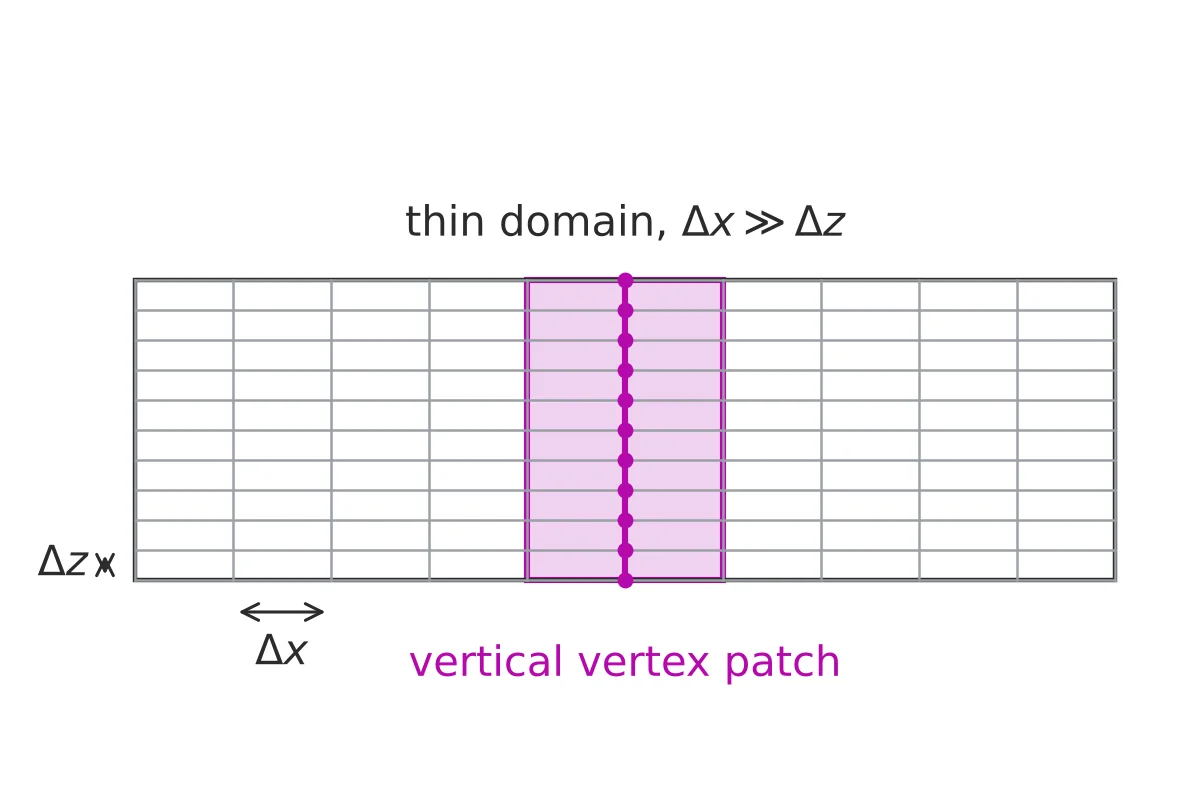 thin domain, Δx ≫ Δz
Δz
Δx
vertical vertex patch